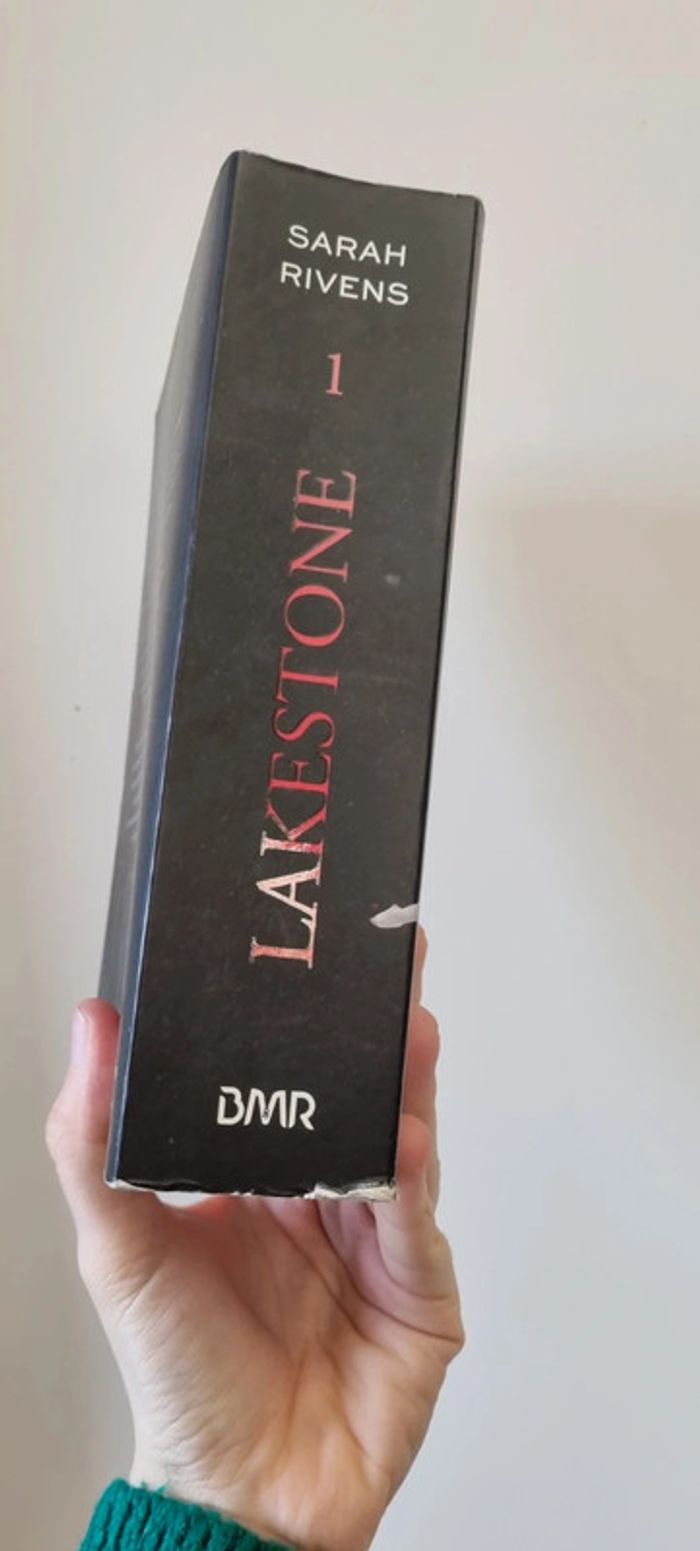 SARAH
RIVENS
1
LAKESTONE
BMR